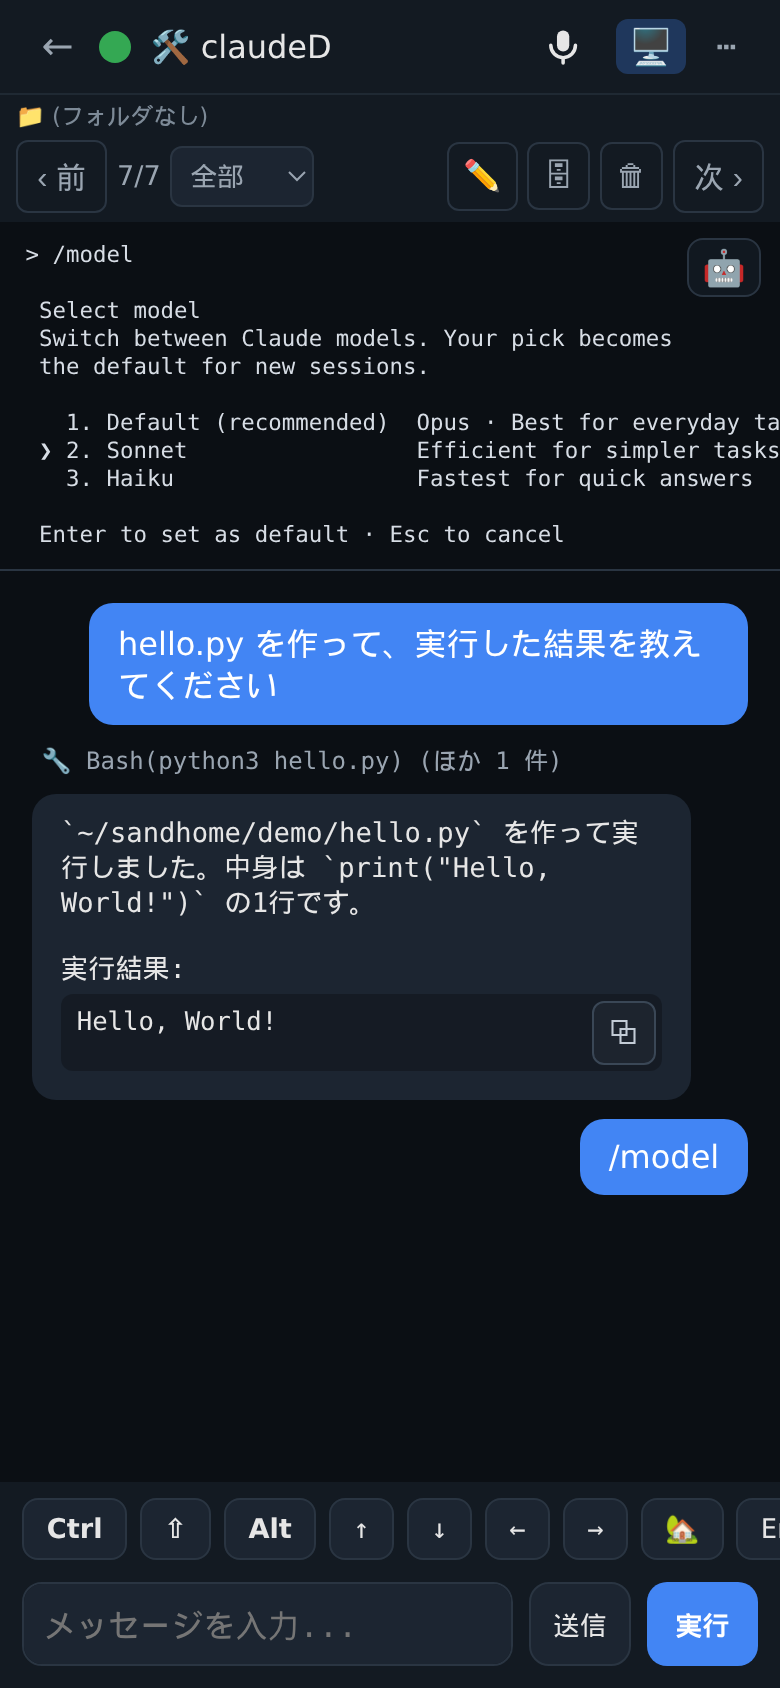 ← 🛠️ claudeD ⋯
📁 (フォルダなし)
‹ 前 7/7 全部 次 ›
> /model
Select model
Switch between Claude models. Your pick becomes
the default for new sessions.
1. Default (recommended) Opus · Best for everyday ta
❯ 2. Sonnet Efficient for simpler tasks
3. Haiku Fastest for quick answers
Enter to set as default · Esc to cancel
hello.py を作って、実行した結果を教え
てください
🔧 Bash(python3 hello.py) (ほか 1 件)
`~/sandhome/demo/hello.py` を作って実
行しました。中身は `print("Hello,
World!")` の1行です。
実行結果:
Hello, World!
/model
Ctrl ⇧ Alt ↑ ↓ ← → 🏡
メッセージを入力... 送信 実行